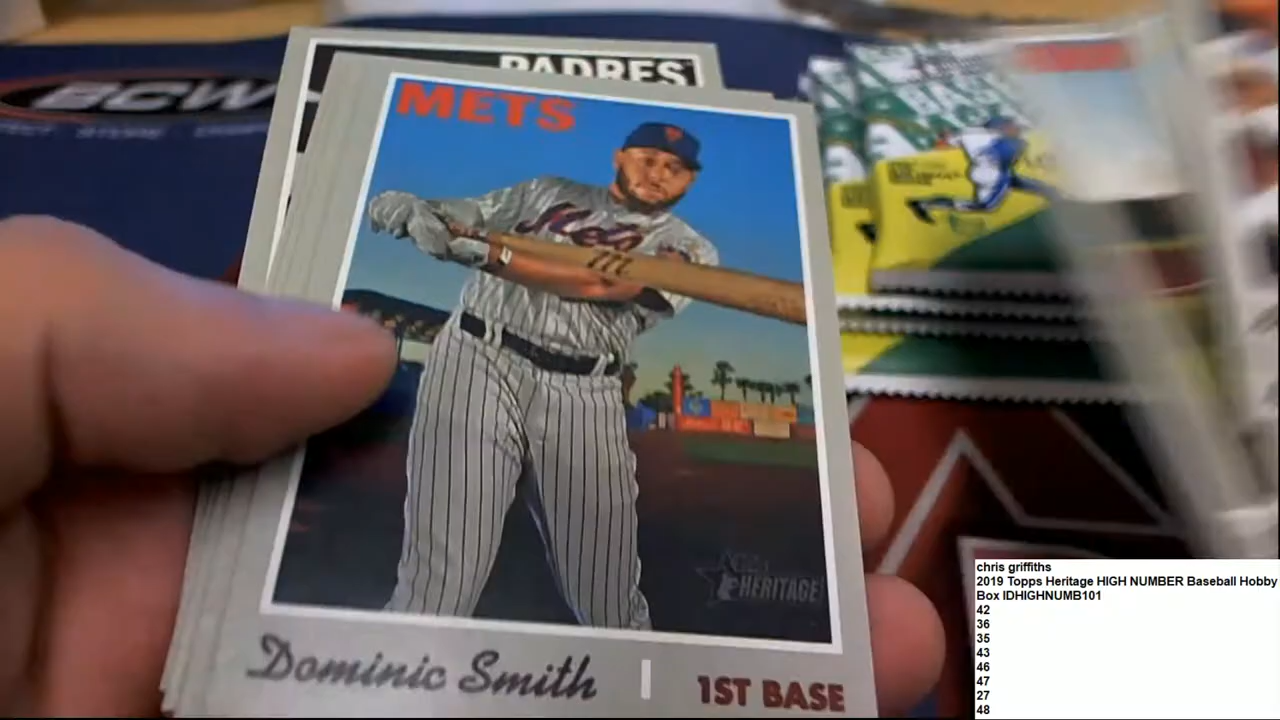 PADRES
METS
BCW
Mets
m
HERITAGE
Dominic Smith
1ST BASE
chris griffiths
2019 Topps Heritage HIGH NUMBER Baseball Hobby
Box IDHIGHNUMB101
42
36
35
43
46
47
27
48